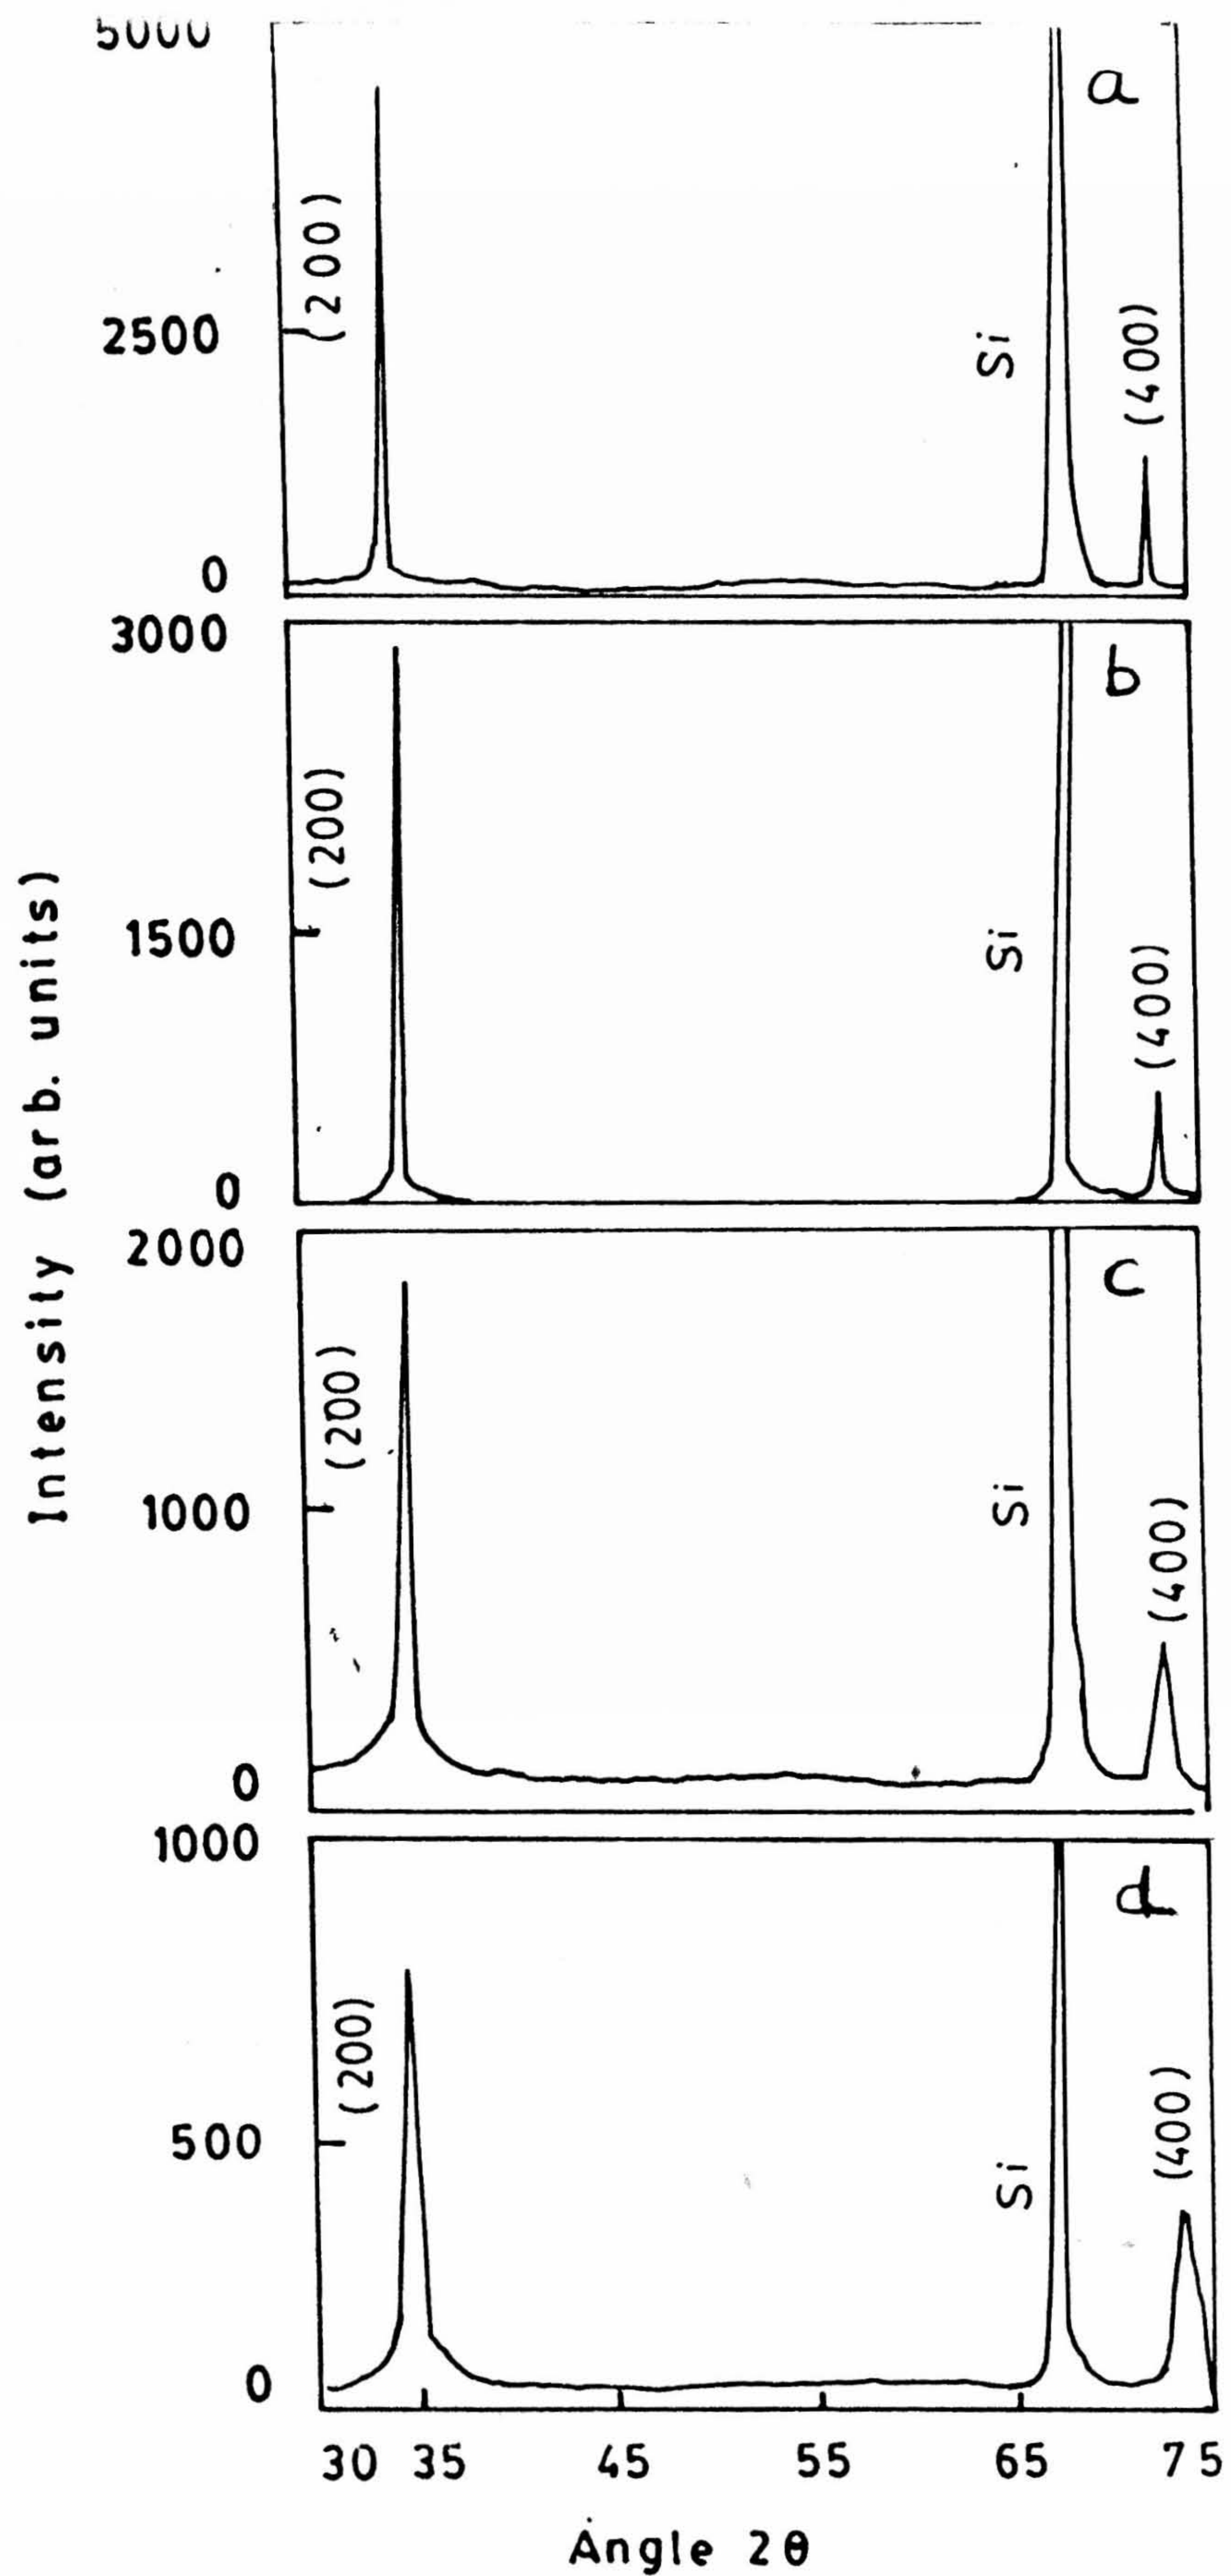 5000
a
(200)
2500
Si
(400)
0
3000
b
(200)
1500
Si
(400)
0
2000
c
(200)
1000
Si
(400)
0
1000
d
(200)
500
Si
(400)
0
30 35 45 55 65 75
Angle 2θ
Intensity (arb. units)